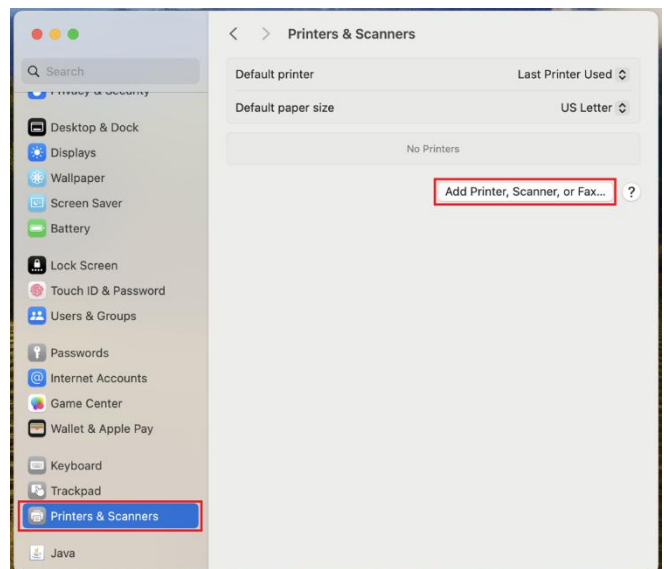 Printers & Scanners
Search
Privacy & Security
Desktop & Dock
Displays
Wallpaper
Screen Saver
Battery
Lock Screen
Touch ID & Password
Users & Groups
Passwords
Internet Accounts
Game Center
Wallet & Apple Pay
Keyboard
Trackpad
Printers & Scanners
Java
Default printer Last Printer Used
Default paper size US Letter
No Printers
Add Printer, Scanner, or Fax... ?